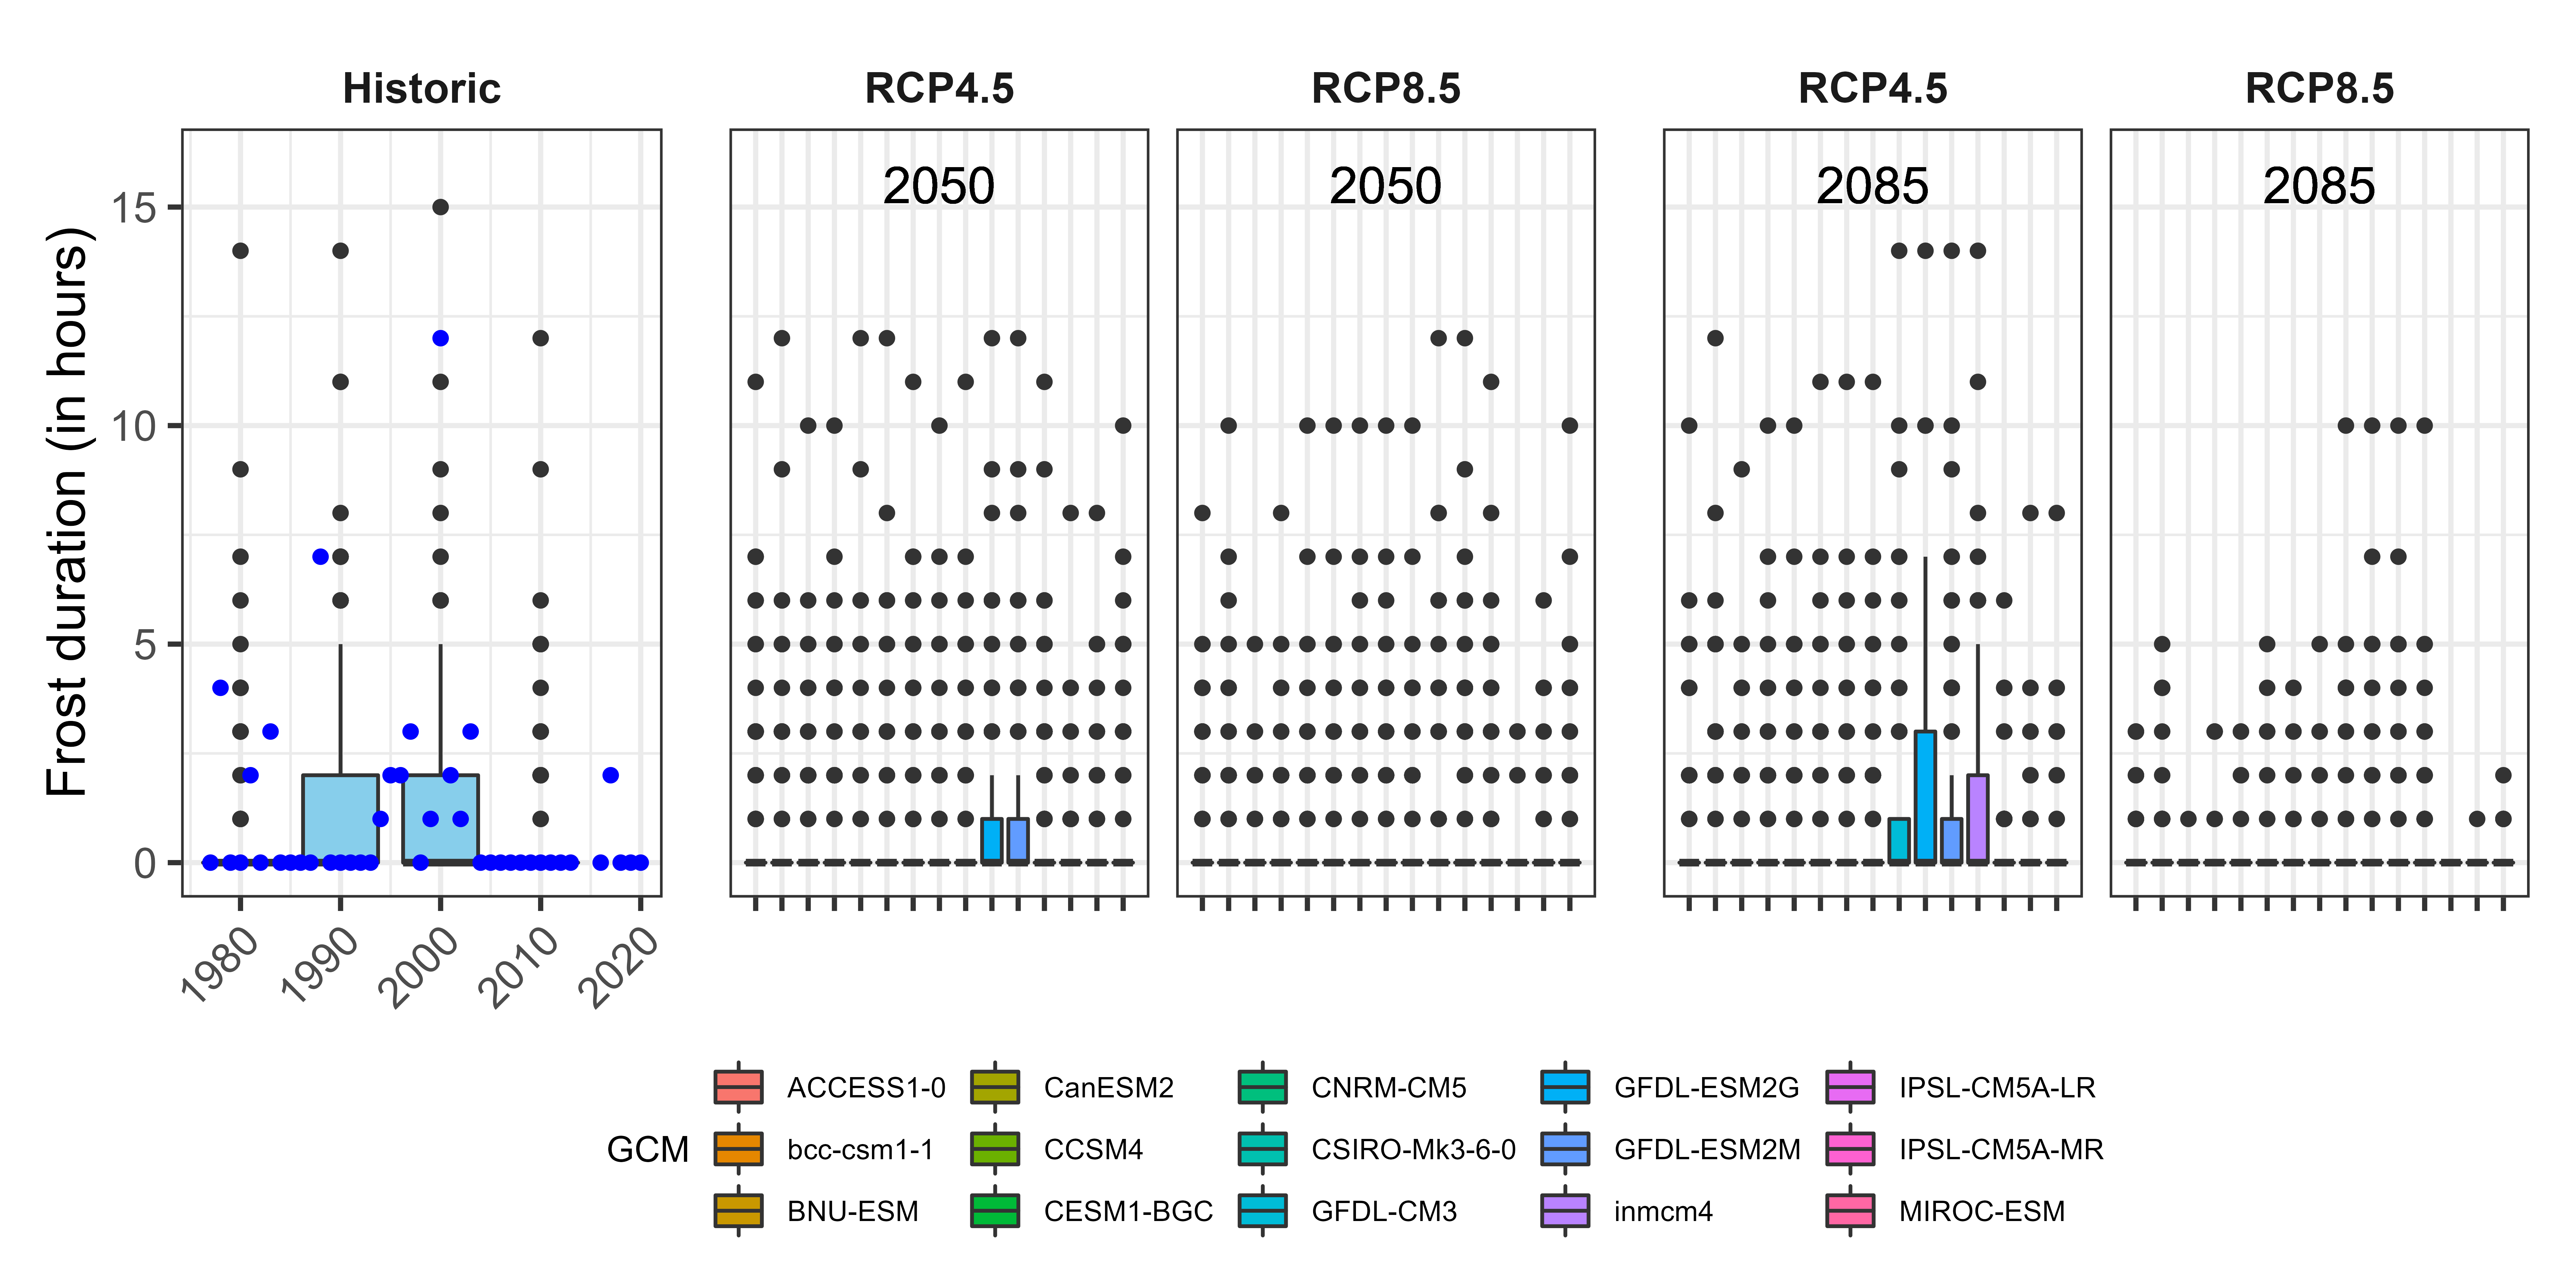 Historic
RCP4.5
RCP8.5
RCP4.5
RCP8.5
2050
2050
2085
2085
Frost duration (in hours)
15
10
5
0
1980
1990
2000
2010
2020
GCM
ACCESS1-0
bcc-csm1-1
BNU-ESM
CanESM2
CCSM4
CESM1-BGC
CNRM-CM5
CSIRO-Mk3-6-0
GFDL-CM3
GFDL-ESM2G
GFDL-ESM2M
inmcm4
IPSL-CM5A-LR
IPSL-CM5A-MR
MIROC-ESM